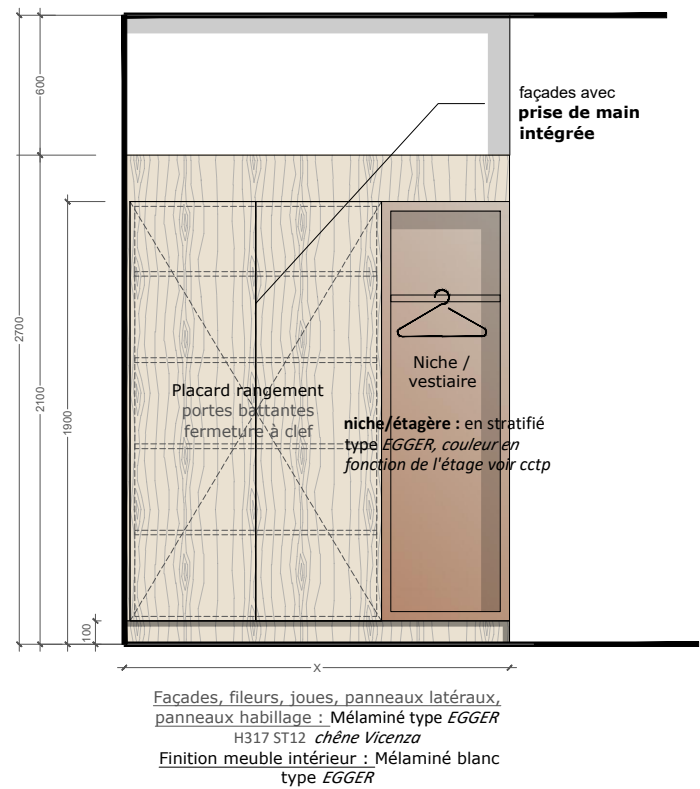 600
façades avec
prise de main
intégrée
2700
2100
1900
Niche /
vestiaire
Placard rangement
portes battantes
fermeture à clef
niche/étagère : en stratifié
type EGGER, couleur en
fonction de l'étage voir cctp
100
X
Façades, fileurs, joues, panneaux latéraux,
panneaux habillage : Mélaminé type EGGER
H317 ST12 chêne Vicenza
Finition meuble intérieur : Mélaminé blanc
type EGGER